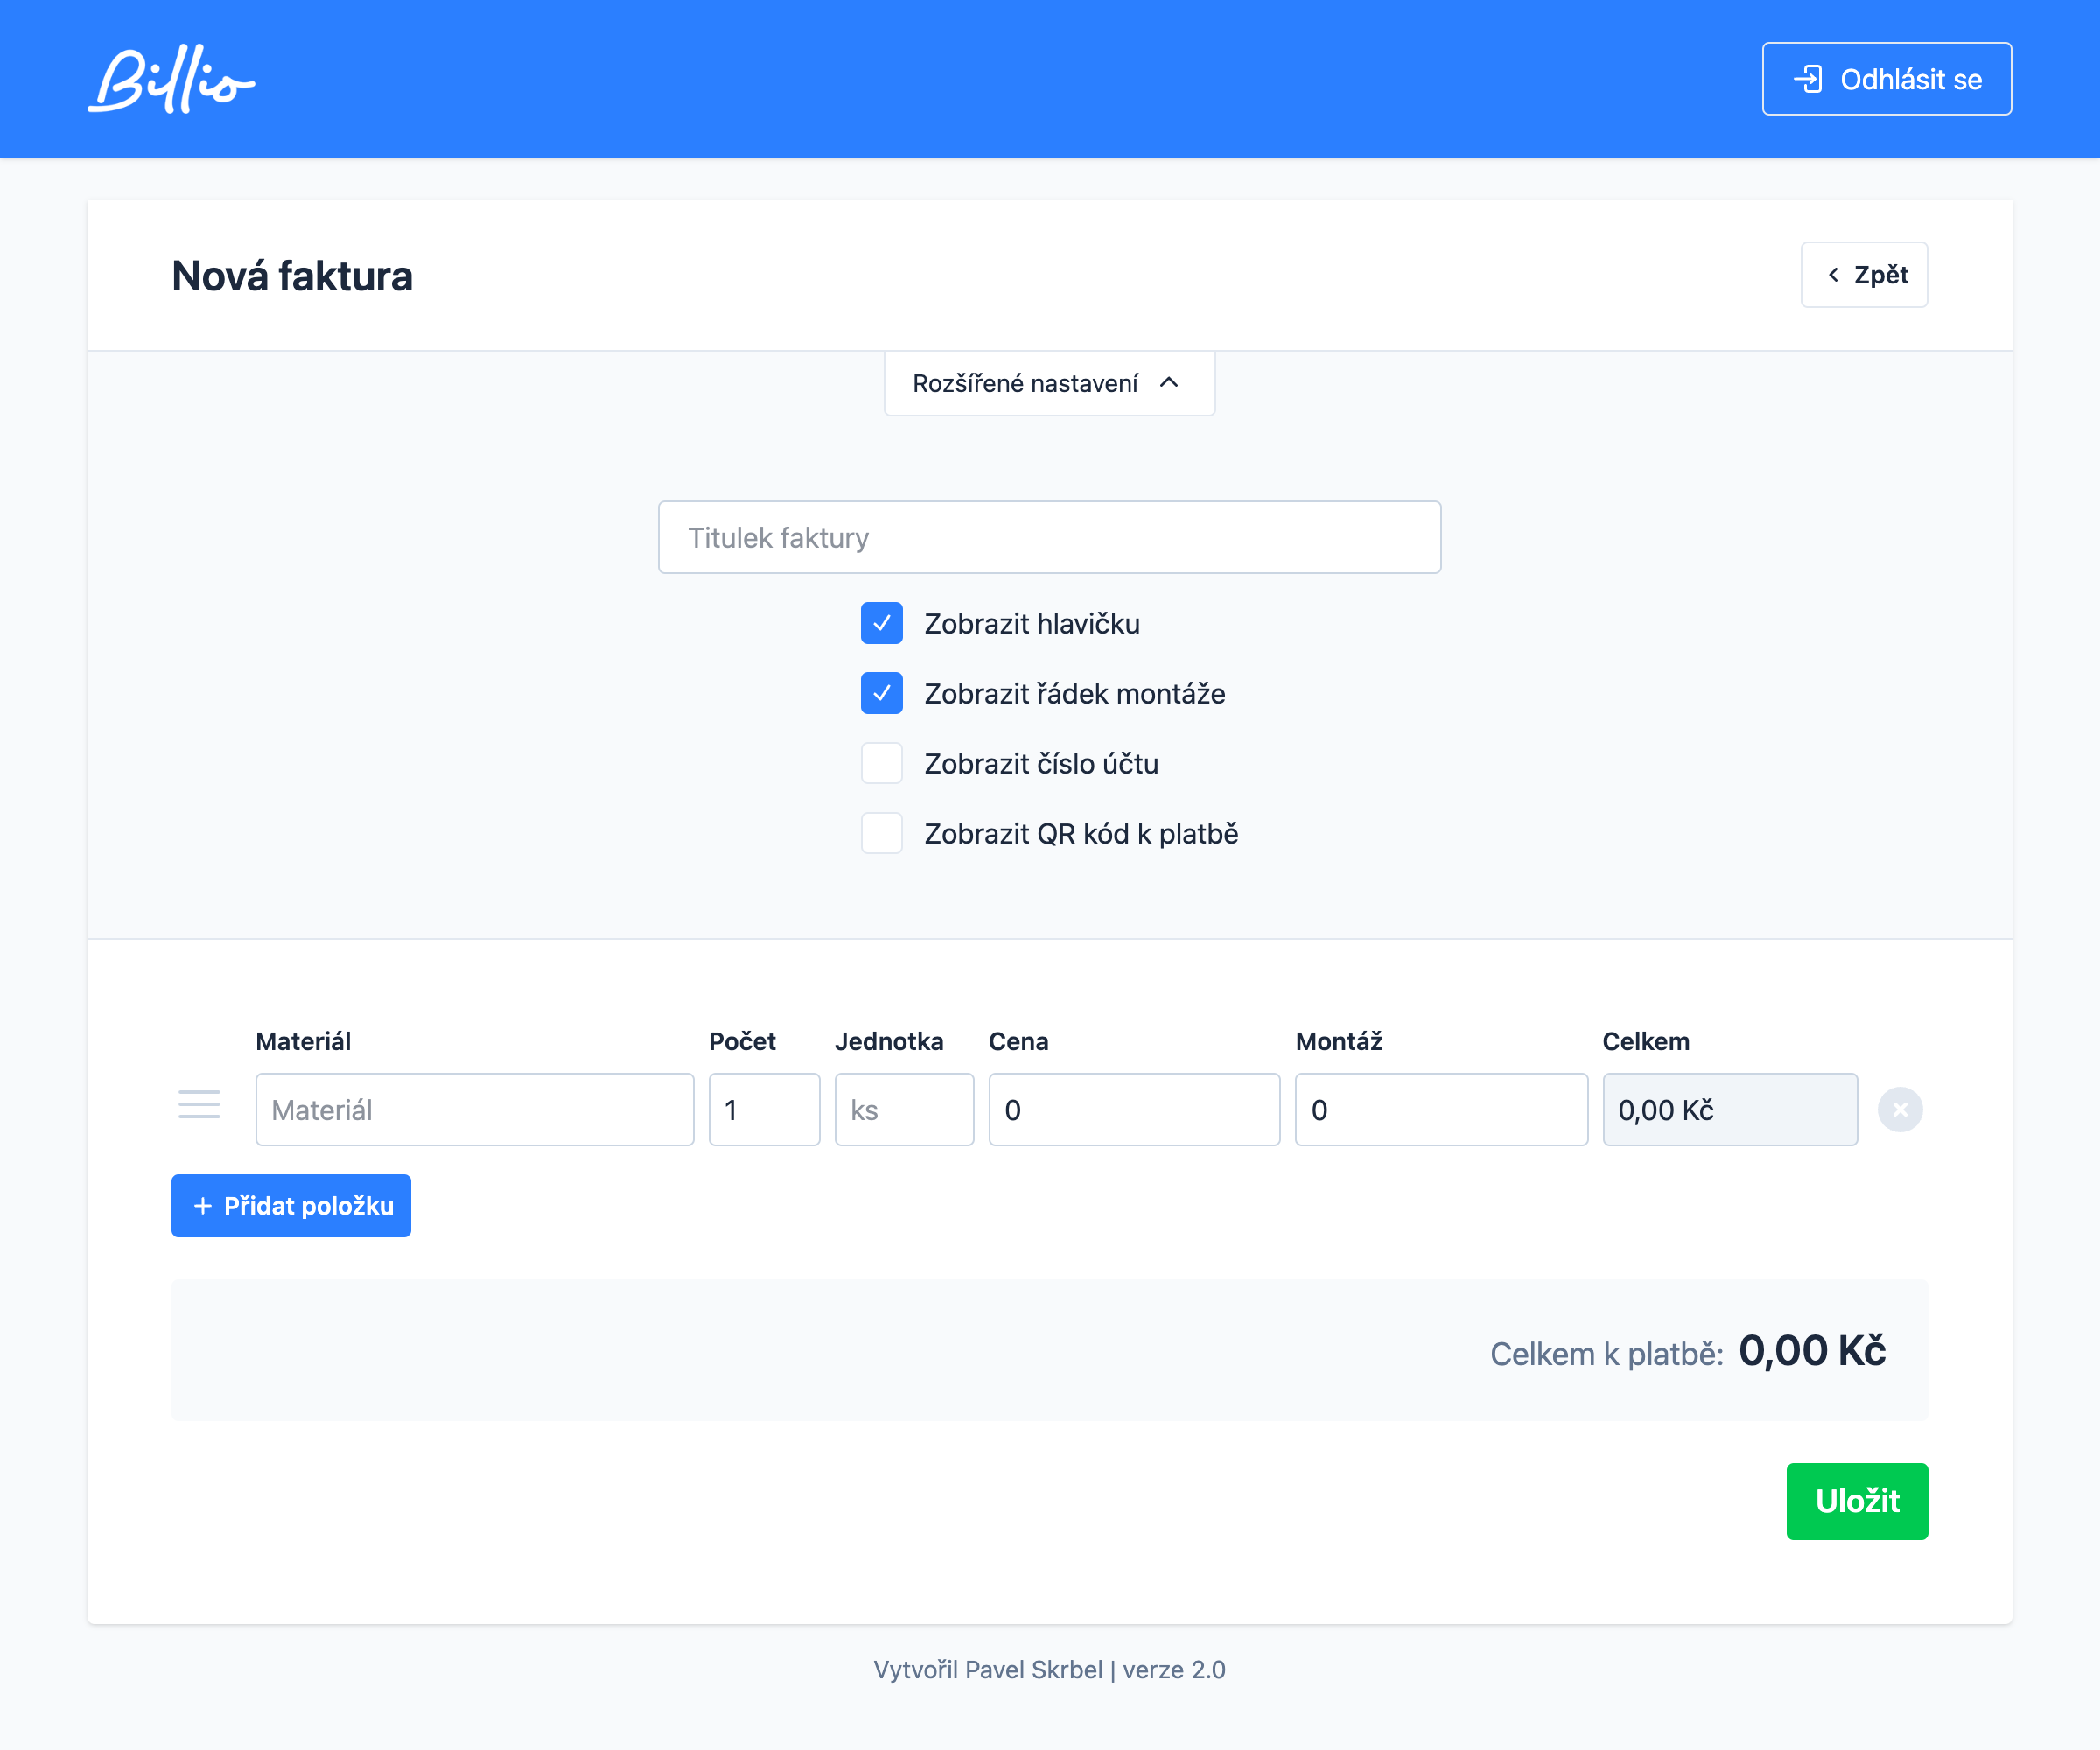 Billio
Odhlásit se
Nová faktura
Zpět
Rozšířené nastavení
Titulek faktury
Zobrazit hlavičku
Zobrazit řádek montáže
Zobrazit číslo účtu
Zobrazit QR kód k platbě
Materiál Počet Jednotka Cena Montáž Celkem
Materiál 1 ks 0 0 0,00 Kč
+ Přidat položku
Celkem k platbě: 0,00 Kč
Uložit
Vytvořil Pavel Skrbel | verze 2.0